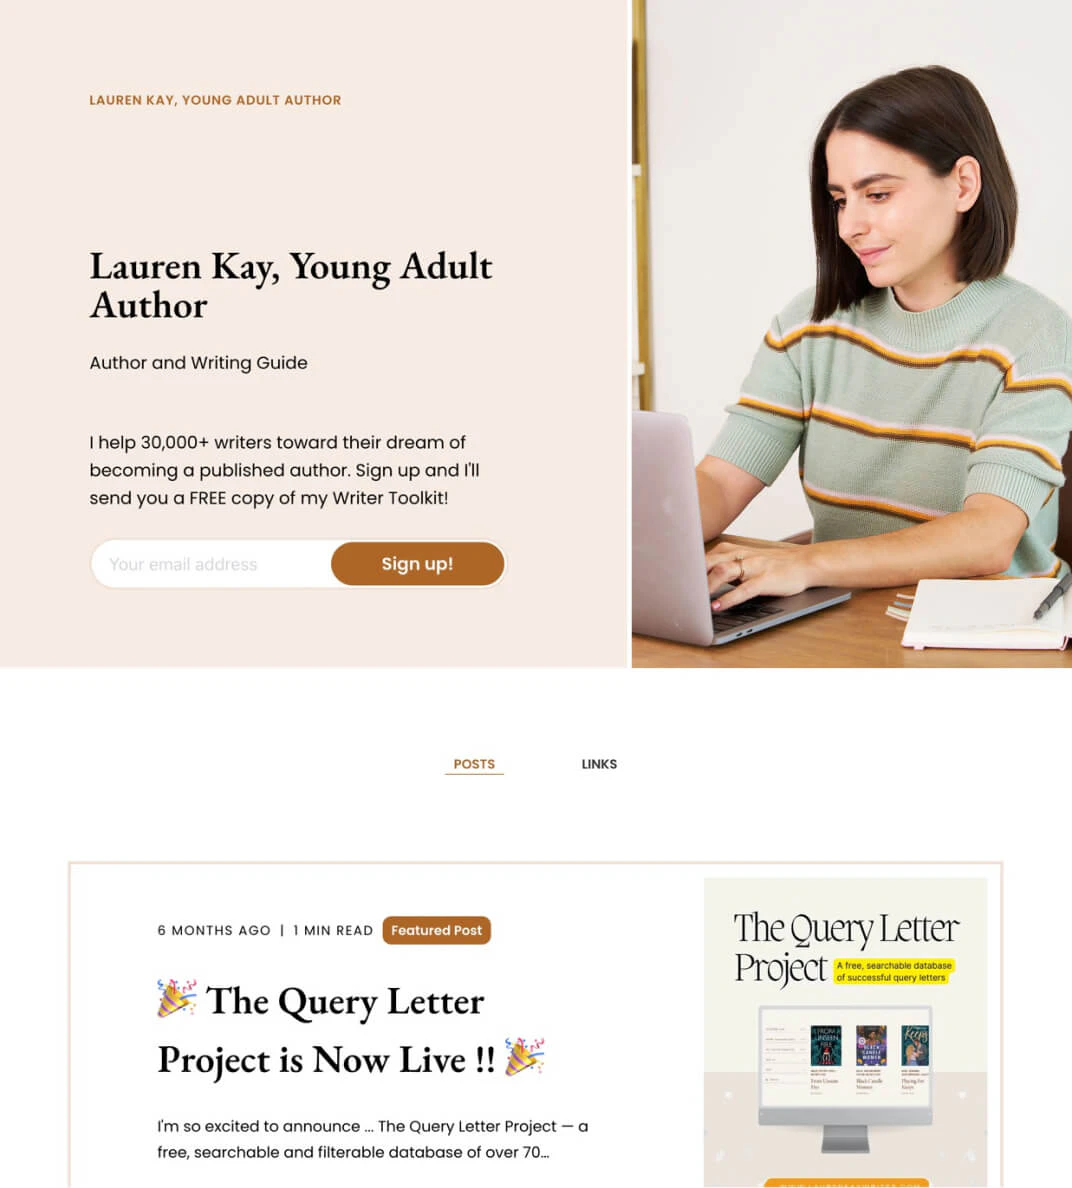 LAUREN KAY, YOUNG ADULT AUTHOR
Lauren Kay, Young Adult
Author
Author and Writing Guide
I help 30,000+ writers toward their dream of
becoming a published author. Sign up and I'll
send you a FREE copy of my Writer Toolkit!
Your email address
Sign up!
POSTS
LINKS
6 MONTHS AGO | 1 MIN READ
Featured Post
🎉 The Query Letter
Project is Now Live !! 🎉
I'm so excited to announce ... The Query Letter Project — a
free, searchable and filterable database of over 70...
The Query Letter
Project
A free, searchable database
of successful query letters